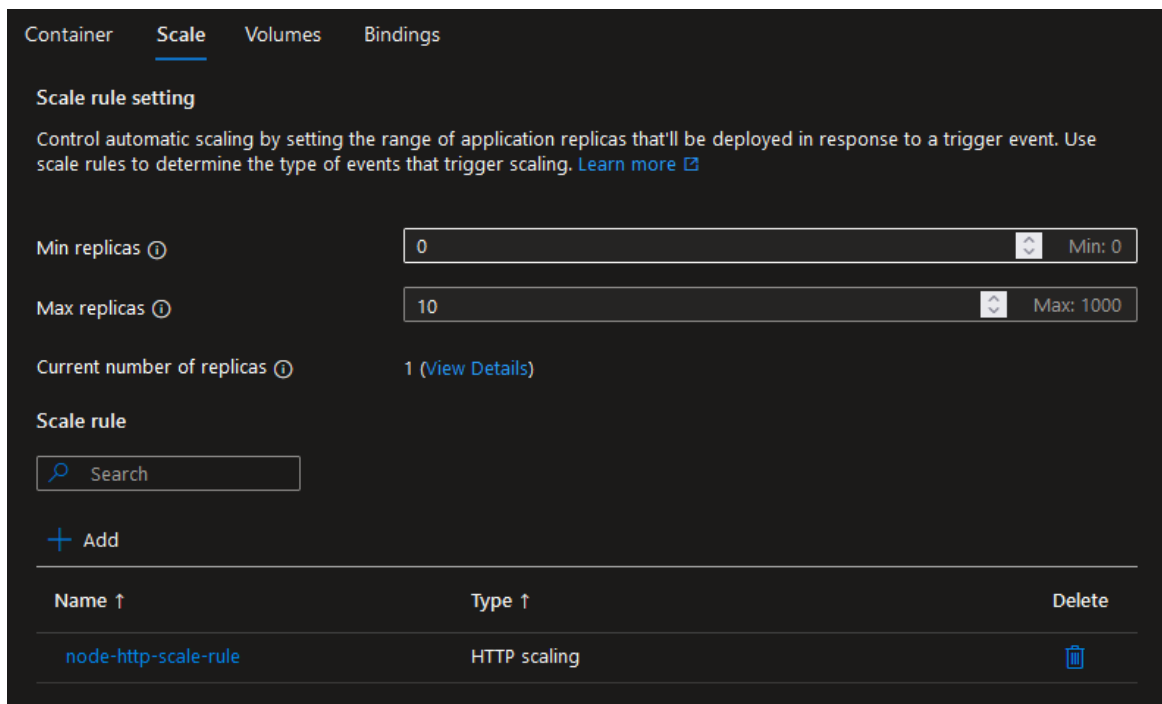 Container Scale Volumes Bindings
Scale rule setting
Control automatic scaling by setting the range of application replicas that'll be deployed in response to a trigger event. Use
scale rules to determine the type of events that trigger scaling. Learn more
Min replicas 0 Min: 0
Max replicas 10 Max: 1000
Current number of replicas 1 (View Details)
Scale rule
Search
Add
Name ↑ Type ↑ Delete
node-http-scale-rule HTTP scaling